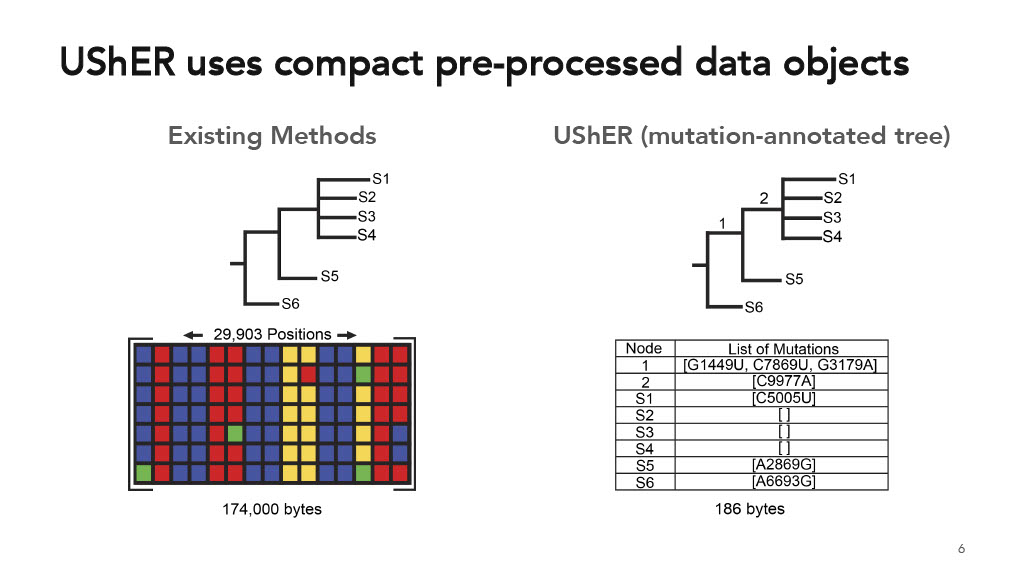 UShER uses compact pre-processed data objects
Existing Methods
S1
S2
S3
S4
S5
S6
29,903 Positions
174,000 bytes
UShER (mutation-annotated tree)
1
2
S1
S2
S3
S4
S5
S6
Node List of Mutations
1 [G1449U, C7869U, G3179A]
2 [C9977A]
S1 [C5005U]
S2 [ ]
S3 [ ]
S4 [ ]
S5 [A2869G]
S6 [A6693G]
186 bytes
6